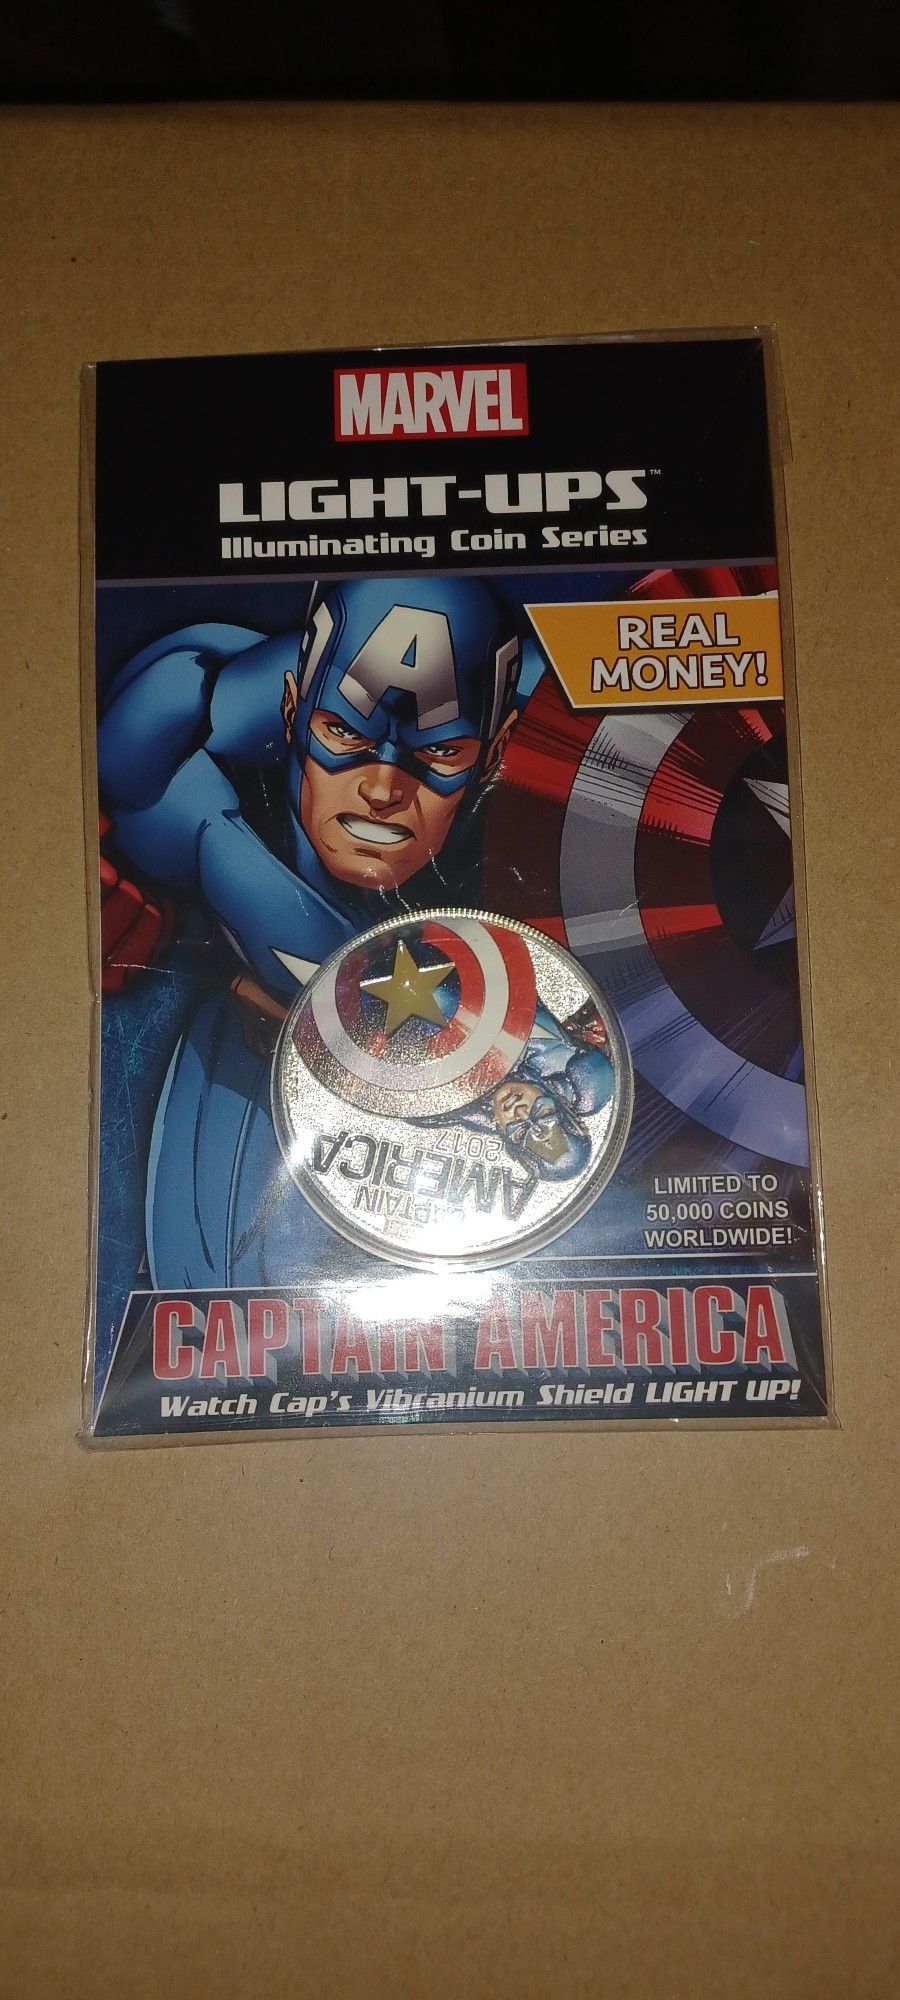 MARVEL
LIGHT-UPS™
Illuminating Coin Series
A
REAL
MONEY!
2017
CAPTAIN
AMERICA
LIMITED TO
50,000 COINS
WORLDWIDE!
CAPTAIN AMERICA
Watch Cap's Vibranium Shield LIGHT UP!